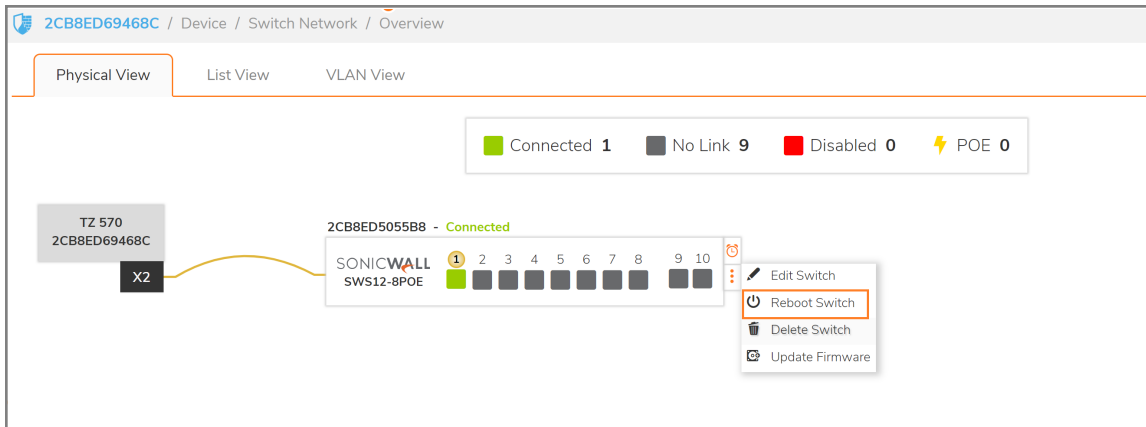 2CB8ED69468C / Device / Switch Network / Overview
Physical View List View VLAN View
Connected 1 No Link 9 Disabled 0 POE 0
TZ 570
2CB8ED69468C
X2
2CB8ED5055B8 - Connected
SONICWALL
SWS12-8POE
1 2 3 4 5 6 7 8 9 10
Edit Switch
Reboot Switch
Delete Switch
Update Firmware